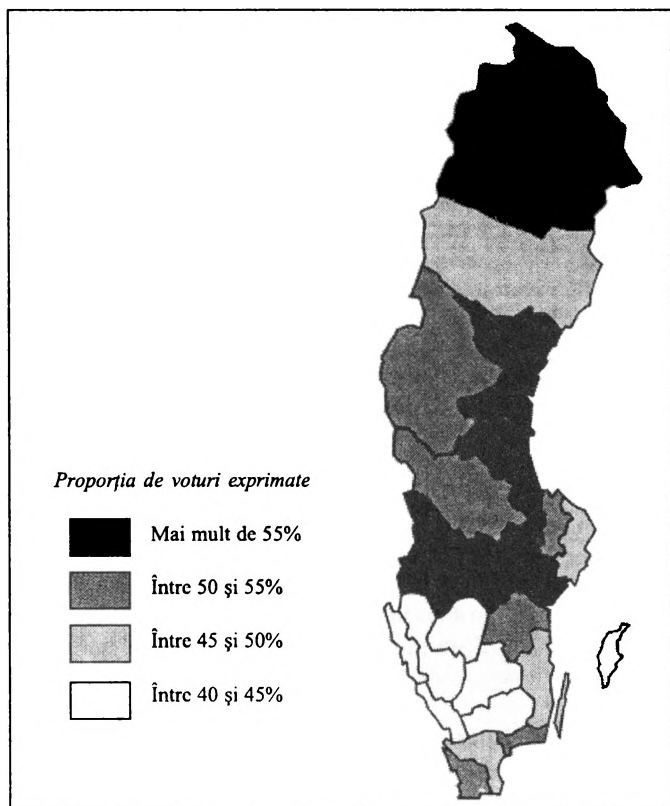 Proporţia de voturi exprimate
Mai mult de 55%
Între 50 şi 55%
Între 45 şi 50%
Între 40 şi 45%